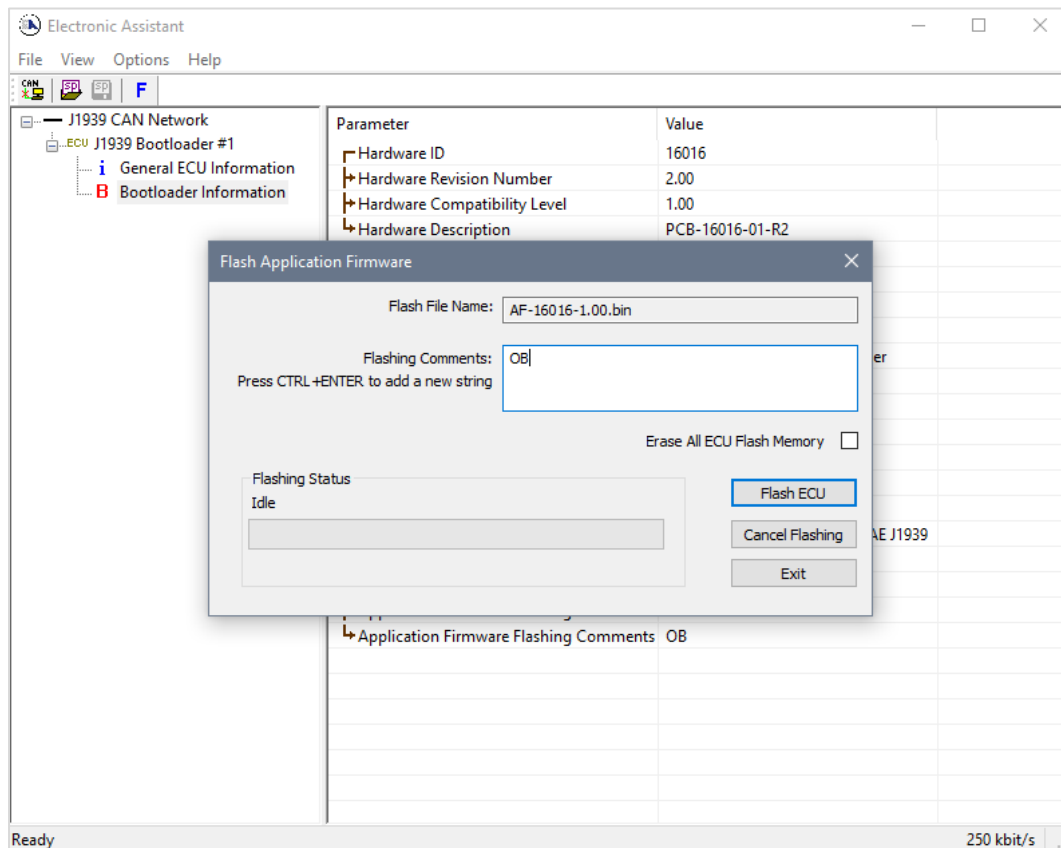 Electronic Assistant
File View Options Help
CAN SP SP F
J1939 CAN Network
ECU J1939 Bootloader #1
i General ECU Information
B Bootloader Information
Parameter Value
Hardware ID 16016
Hardware Revision Number 2.00
Hardware Compatibility Level 1.00
Hardware Description PCB-16016-01-R2
Flash Application Firmware
Flash File Name: AF-16016-1.00.bin
Flashing Comments: OB
Press CTRL+ENTER to add a new string
er
Erase All ECU Flash Memory
Flashing Status
Idle
Flash ECU
Cancel Flashing
AE J1939
Exit
Application Firmware Flashing Comments OB
Ready 250 kbit/s